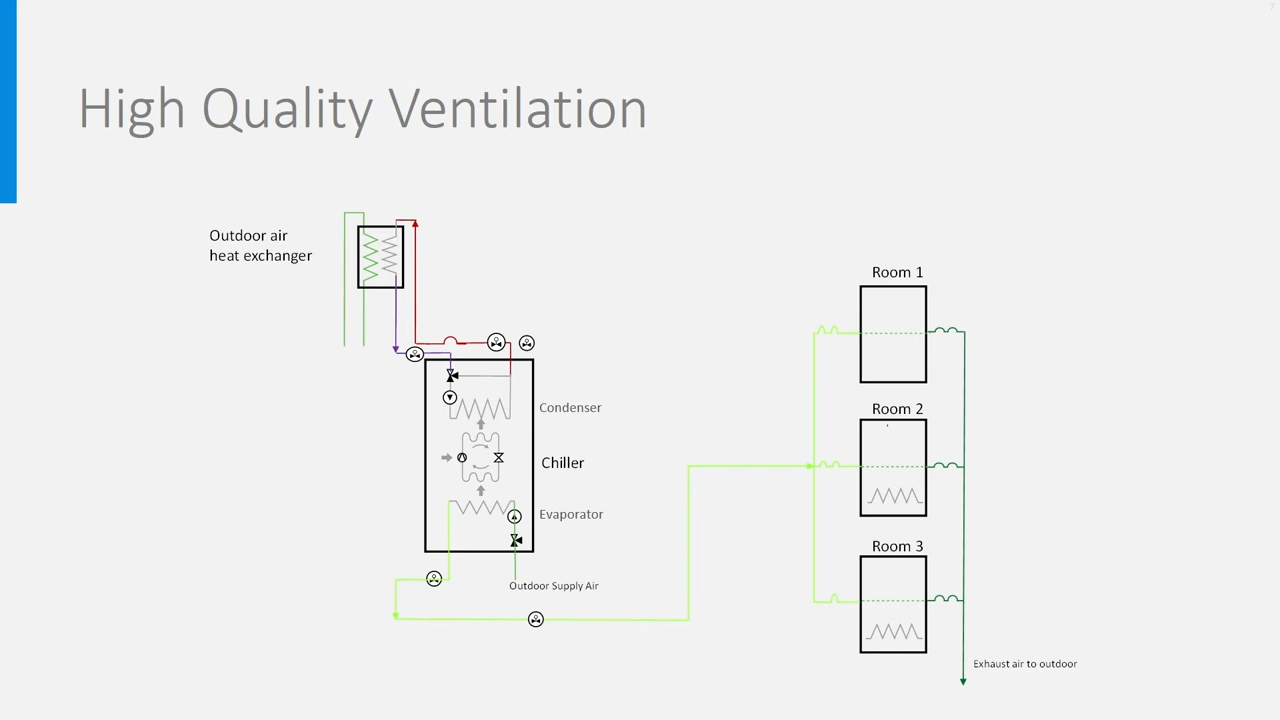 7
High Quality Ventilation
Outdoor air
heat exchanger
Room 1
Condenser
Room 2
Chiller
Evaporator
Room 3
Outdoor Supply Air
Exhaust air to outdoor